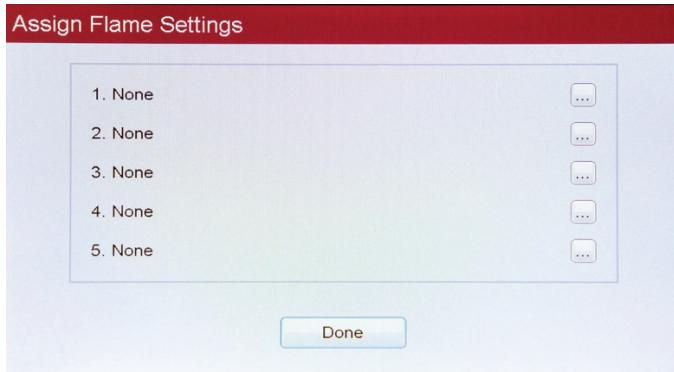 Assign Flame Settings
1. None ...
2. None ...
3. None ...
4. None ...
5. None ...
Done